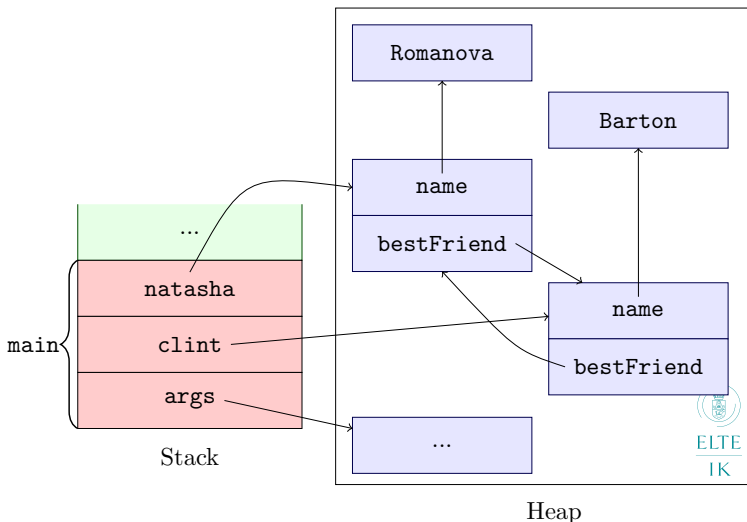 Romanova
Barton
name
bestFriend
...
natasha
main
clint
args
Stack
name
bestFriend
...
ELTE
IK
Heap